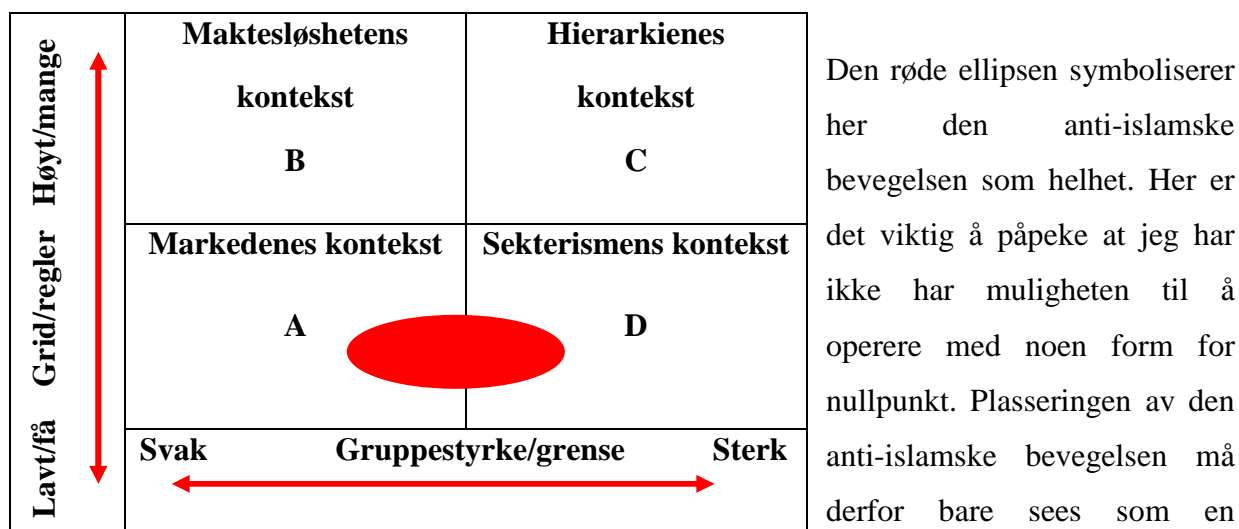 Høyt/mange
Grid/regler
Lavt/få
Maktesløshetens
kontekst
B
Hierarkienes
kontekst
C
Markedenes kontekst
A
Sekterismens kontekst
D
Svak Gruppestyrke/grense Sterk
Den røde ellipsen symboliserer
her den anti-islamske
bevegelsen som helhet. Her er
det viktig å påpeke at jeg har
ikke har muligheten til å
operere med noen form for
nullpunkt. Plasseringen av den
anti-islamske bevegelsen må
derfor bare sees som en